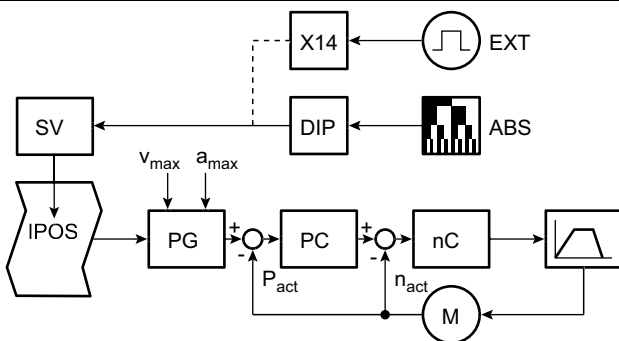 X14 EXT
SV DIP ABS
vmax amax
IPOS PG + - PC + - nC
Pact nact M